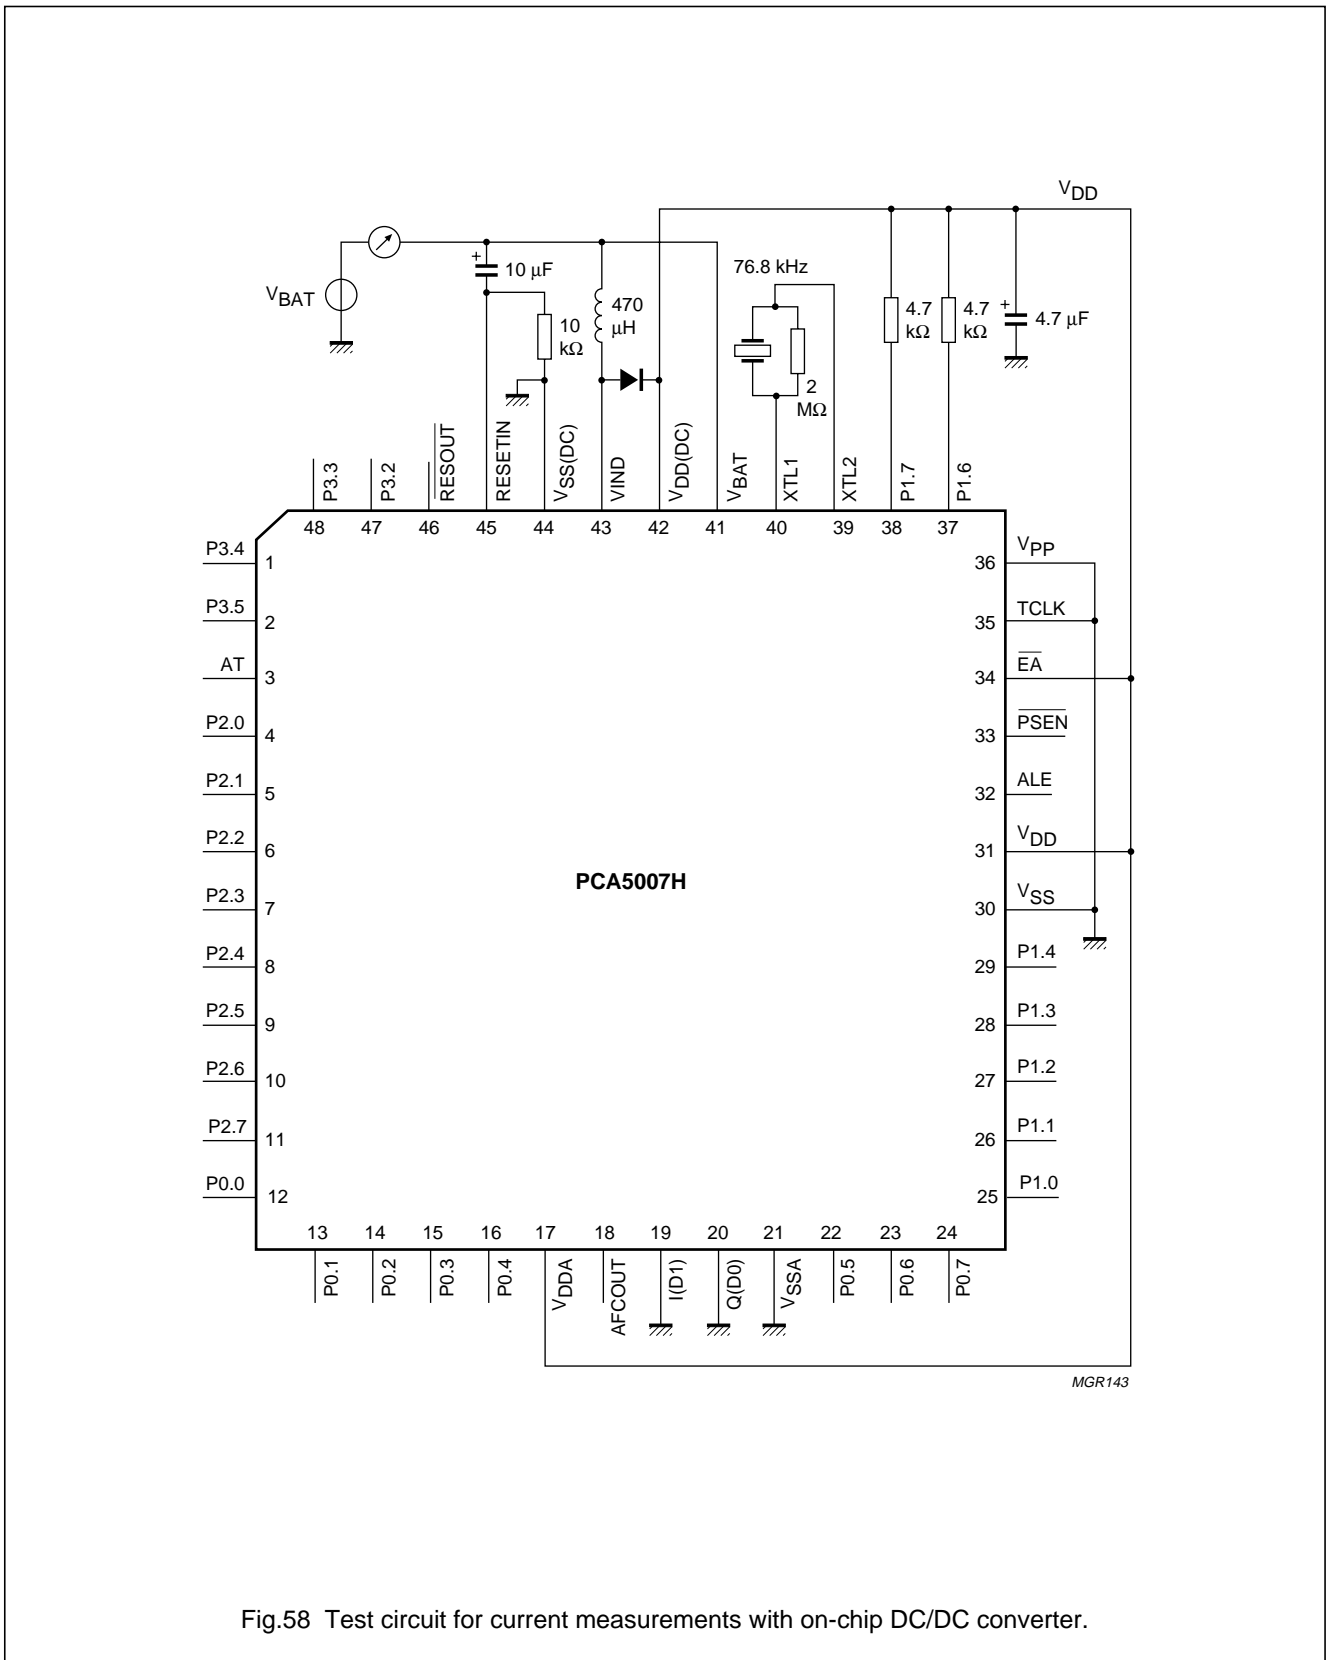 VDD
VBAT
+
10 µF
10
kΩ
470
µH
76.8 kHz
2
MΩ
4.7
kΩ
4.7
kΩ
+
4.7 µF
P3.3
P3.2
RESOUT
RESETIN
VSS(DC)
VIND
VDD(DC)
VBAT
XTL1
XTL2
P1.7
P1.6
48
47
46
45
44
43
42
41
40
39
38
37
P3.4
1
P3.5
2
AT
3
P2.0
4
P2.1
5
P2.2
6
P2.3
7
P2.4
8
P2.5
9
P2.6
10
P2.7
11
P0.0
12
PCA5007H
36
VPP
35
TCLK
34
EA
33
PSEN
32
ALE
31
VDD
30
VSS
29
P1.4
28
P1.3
27
P1.2
26
P1.1
25
P1.0
13
14
15
16
17
18
19
20
21
22
23
24
P0.1
P0.2
P0.3
P0.4
VDDA
AFCOUT
I(D1)
Q(D0)
VSSA
P0.5
P0.6
P0.7
MGR143
Fig.58 Test circuit for current measurements with on-chip DC/DC converter.